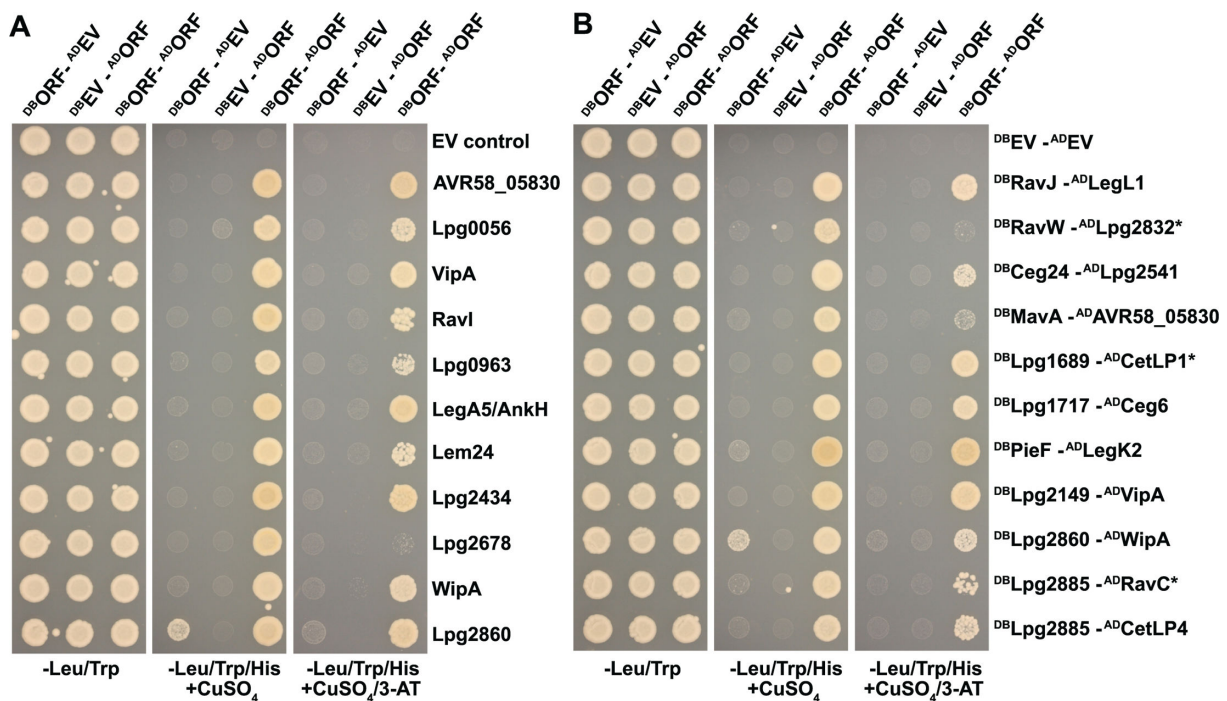 A
ᴰᴮORF - ᴬᴰEV
ᴰᴮEV - ᴬᴰORF
ᴰᴮORF - ᴬᴰORF
ᴰᴮORF - ᴬᴰEV
ᴰᴮEV - ᴬᴰORF
ᴰᴮORF - ᴬᴰORF
ᴰᴮORF - ᴬᴰEV
ᴰᴮEV - ᴬᴰORF
ᴰᴮORF - ᴬᴰORF
EV control
AVR58_05830
Lpg0056
VipA
RavI
Lpg0963
LegA5/AnkH
Lem24
Lpg2434
Lpg2678
WipA
Lpg2860
-Leu/Trp
-Leu/Trp/His
+CuSO₄
-Leu/Trp/His
+CuSO₄/3-AT
B
ᴰᴮORF - ᴬᴰEV
ᴰᴮEV - ᴬᴰORF
ᴰᴮORF - ᴬᴰORF
ᴰᴮORF - ᴬᴰEV
ᴰᴮEV - ᴬᴰORF
ᴰᴮORF - ᴬᴰORF
ᴰᴮORF - ᴬᴰEV
ᴰᴮEV - ᴬᴰORF
ᴰᴮORF - ᴬᴰORF
ᴰᴮEV - ᴬᴰEV
ᴰᴮRavJ - ᴬᴰLegL1
ᴰᴮRavW - ᴬᴰLpg2832*
ᴰᴮCeg24 - ᴬᴰLpg2541
ᴰᴮMavA - ᴬᴰAVR58_05830
ᴰᴮLpg1689 - ᴬᴰCetLP1*
ᴰᴮLpg1717 - ᴬᴰCeg6
ᴰᴮPieF - ᴬᴰLegK2
ᴰᴮLpg2149 - ᴬᴰVipA
ᴰᴮLpg2860 - ᴬᴰWipA
ᴰᴮLpg2885 - ᴬᴰRavC*
ᴰᴮLpg2885 - ᴬᴰCetLP4
-Leu/Trp
-Leu/Trp/His
+CuSO₄
-Leu/Trp/His
+CuSO₄/3-AT